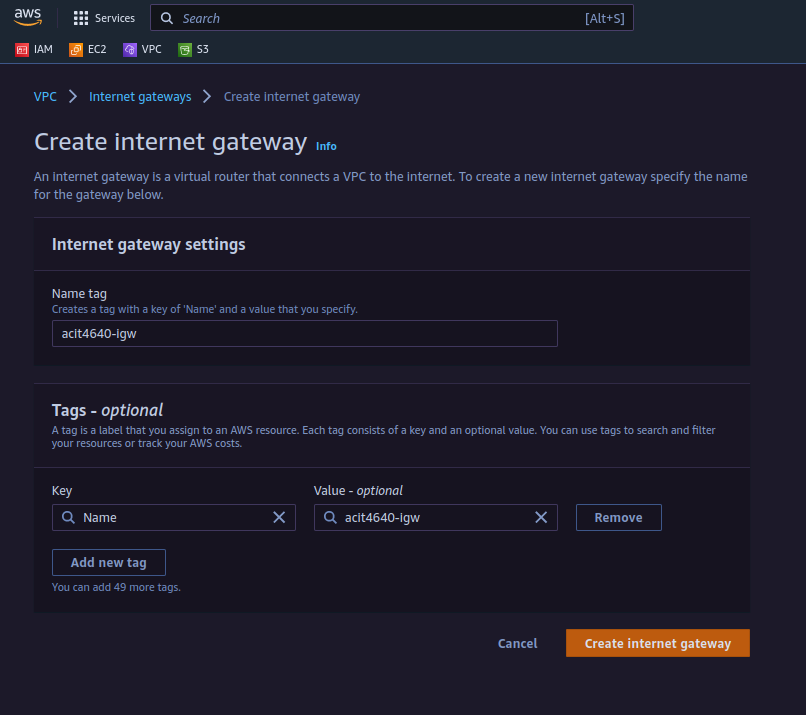 aws
Services
Search
[Alt+S]
IAM
EC2
VPC
S3
VPC > Internet gateways > Create internet gateway
Create internet gateway Info
An internet gateway is a virtual router that connects a VPC to the internet. To create a new internet gateway specify the name
for the gateway below.
Internet gateway settings
Name tag
Creates a tag with a key of 'Name' and a value that you specify.
acit4640-igw
Tags - optional
A tag is a label that you assign to an AWS resource. Each tag consists of a key and an optional value. You can use tags to search and filter
your resources or track your AWS costs.
Key
Value - optional
Name
acit4640-igw
Remove
Add new tag
You can add 49 more tags.
Cancel
Create internet gateway